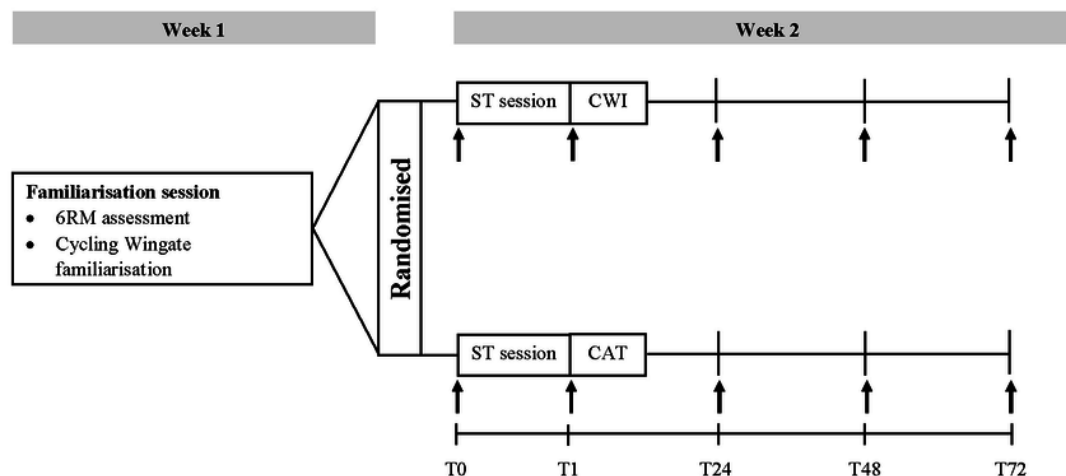 Week 1
Week 2
ST session
CWI
Familiarisation session
• 6RM assessment
• Cycling Wingate
familiarisation
Randomised
ST session
CAT
T0
T1
T24
T48
T72